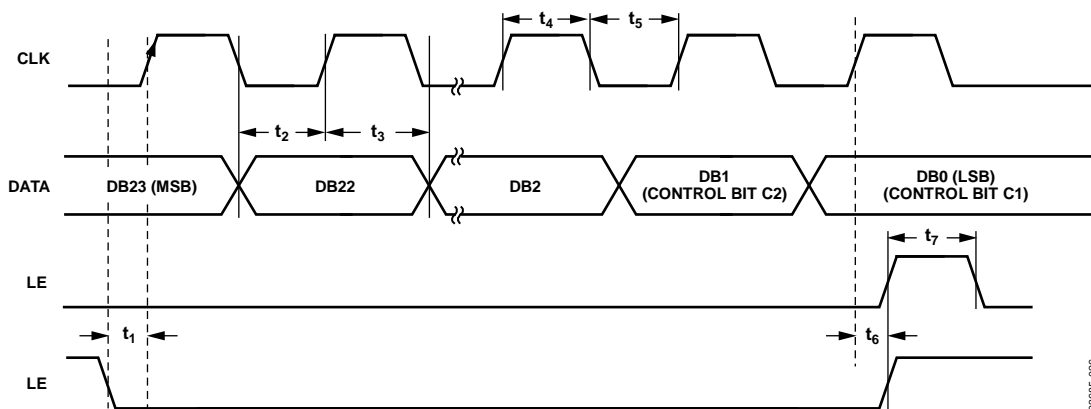 CLK
t4
t5
t2
t3
DATA
DB23 (MSB)
DB22
DB2
DB1
(CONTROL BIT C2)
DB0 (LSB)
(CONTROL BIT C1)
t7
LE
t1
t6
LE